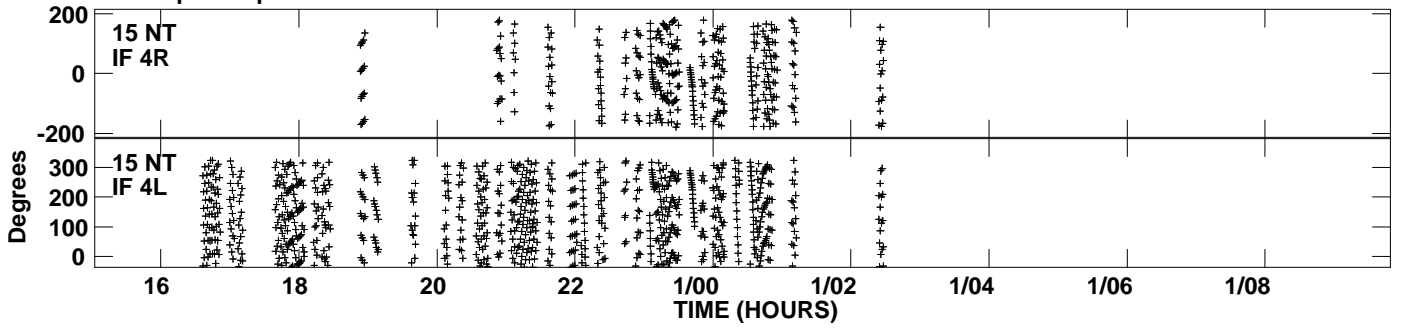 200
15 NT
IF 4R
0
-200
15 NT
300
IF 4L
200
100
0
Degrees
16 18 20 22 1/00 1/02 1/04 1/06 1/08
TIME (HOURS)